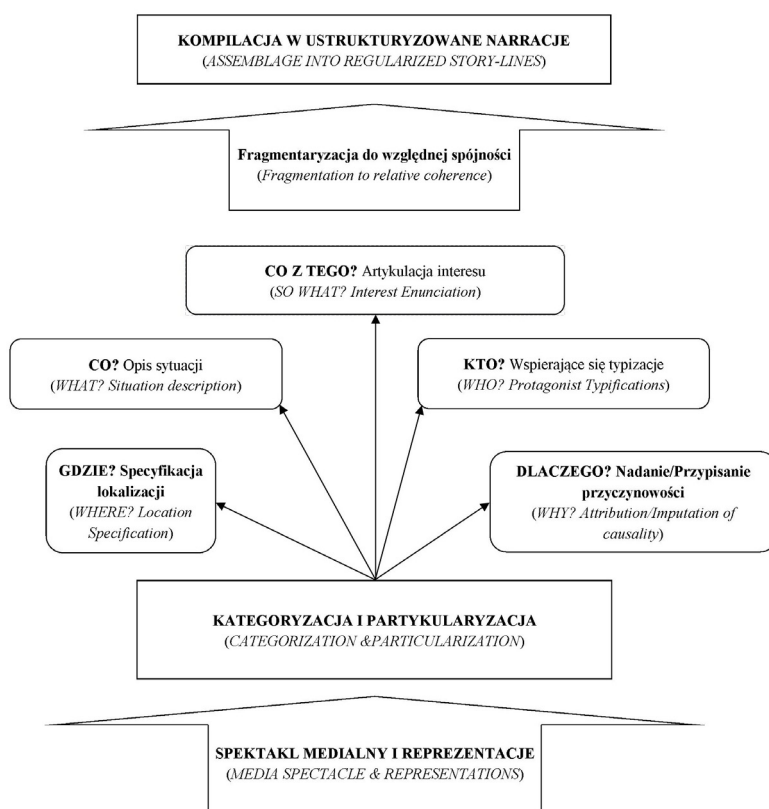 KOMPILACJA W USTRUKTURYZOWANE NARRACJE
(ASSEMBLAGE INTO REGULARIZED STORY-LINES)
Fragmentaryzacja do względnej spójności
(Fragmentation to relative coherence)
CO Z TEGO? Artykulacja interesu
(SO WHAT? Interest Enunciation)
CO? Opis sytuacji
(WHAT? Situation description)
KTO? Wspierające się typizacje
(WHO? Protagonist Typifications)
GDZIE? Specyfikacja
lokalizacji
(WHERE? Location
Specification)
DLACZEGO? Nadanie/Przypisanie
przyczynowości
(WHY? Attribution/Imputation of
causality)
KATEGORYZACJA I PARTYKULARYZACJA
(CATEGORIZATION &PARTICULARIZATION)
SPEKTAKL MEDIALNY I REPREZENTACJE
(MEDIA SPECTACLE & REPRESENTATIONS)